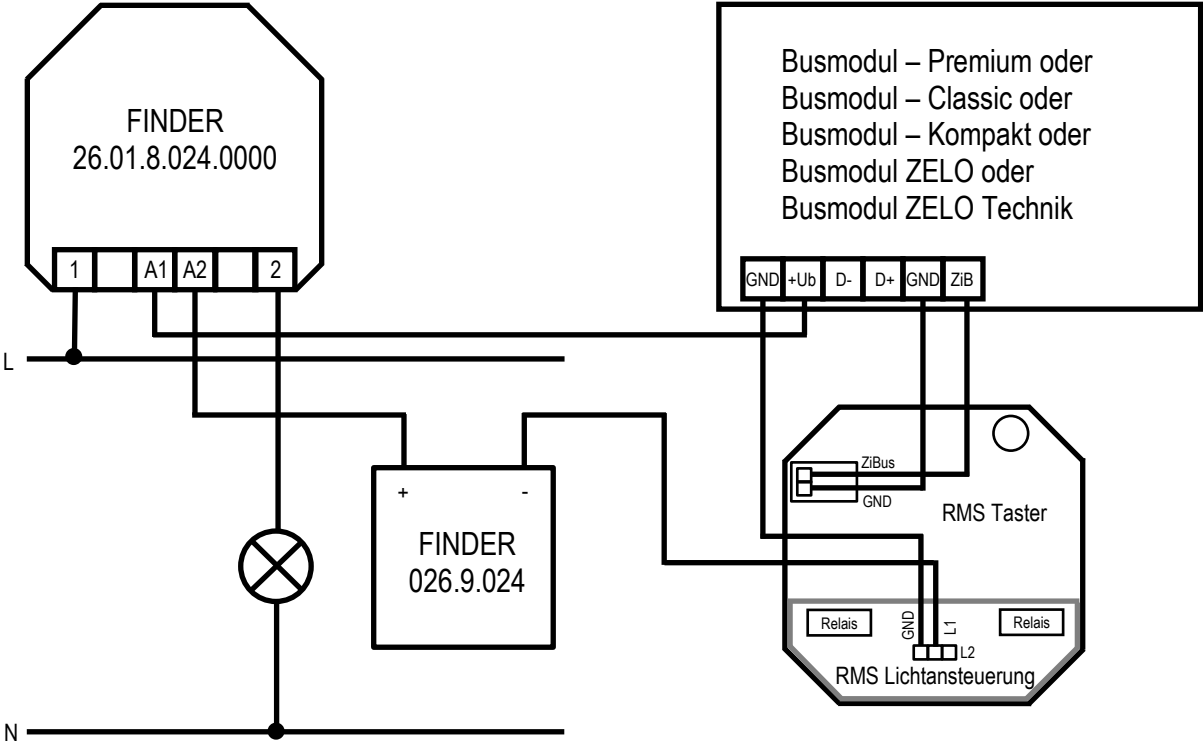 FINDER
26.01.8.024.0000
1
A1
A2
2
Busmodul – Premium oder
Busmodul – Classic oder
Busmodul – Kompakt oder
Busmodul ZELO oder
Busmodul ZELO Technik
GND
+Ub
D-
D+
GND
ZiB
L
+
-
FINDER
026.9.024
ZiBus
GND
RMS Taster
Relais
GND
L1
Relais
L2
RMS Lichtansteuerung
N